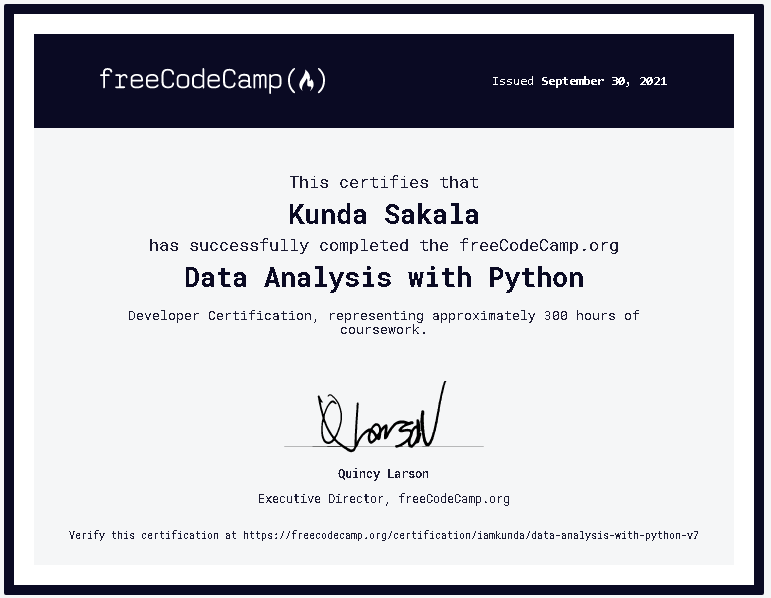 freeCodeCamp
Issued September 30, 2021
This certifies that
Kunda Sakala
has successfully completed the freeCodeCamp.org
Data Analysis with Python
Developer Certification, representing approximately 300 hours of
coursework.
Q Larson
Quincy Larson
Executive Director, freeCodeCamp.org
Verify this certification at https://freecodecamp.org/certification/iamkunda/data-analysis-with-python-v7